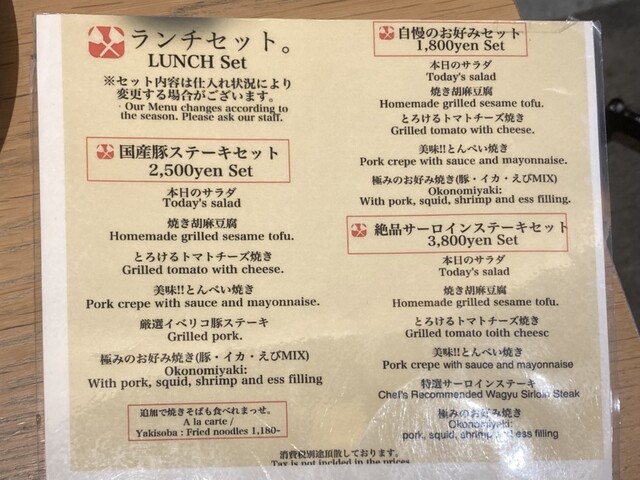 ランチセット。
LUNCH Set
※セット内容は仕入れ状況により
変更する場合がございます。
· Our Menu changes according to
the season. Please ask our staff.
国産豚ステーキセット
2,500yen Set
本日のサラダ
Today's salad
焼き胡麻豆腐
Homemade grilled sesame tofu.
とろけるトマトチーズ焼き
Grilled tomato with cheese.
美味!!とんぺい焼き
Pork crepe with sauce and mayonnaise.
厳選イベリコ豚ステーキ
Grilled pork.
極みのお好み焼き(豚・イカ・えびMIX)
Okonomiyaki:
With pork, squid, shrimp and ess filling
追加で焼きそばも食べれまっせ。
A la carte /
Yakisoba : Fried noodles 1,180-
自慢のお好みセット
1,800yen Set
本日のサラダ
Today's salad
焼き胡麻豆腐
Homemade grilled sesame tofu.
とろけるトマトチーズ焼き
Grilled tomato with cheese.
美味!!とんぺい焼き
Pork crepe with sauce and mayonnaise.
極みのお好み焼き(豚・イカ・えびMIX)
Okonomiyaki:
With pork, squid, shrimp and ess filling.
絶品サーロインステーキセット
3,800yen Set
本日のサラダ
Today's salad
焼き胡麻豆腐
Homemade grilled sesame tofu.
とろけるトマトチーズ焼き
Grilled tomato toith cheesc
美味!!とんぺい焼き
Pork crepe with sauce and mayonnaise
特選サーロインステーキ
Chef's Recommended Wagyu Sirloin Steak
極みのお好み焼き
Okonomiyaki:
pork, squid, shrimp and ess filling
消費税別途頂戴しております。
Tax is not incided in the prices